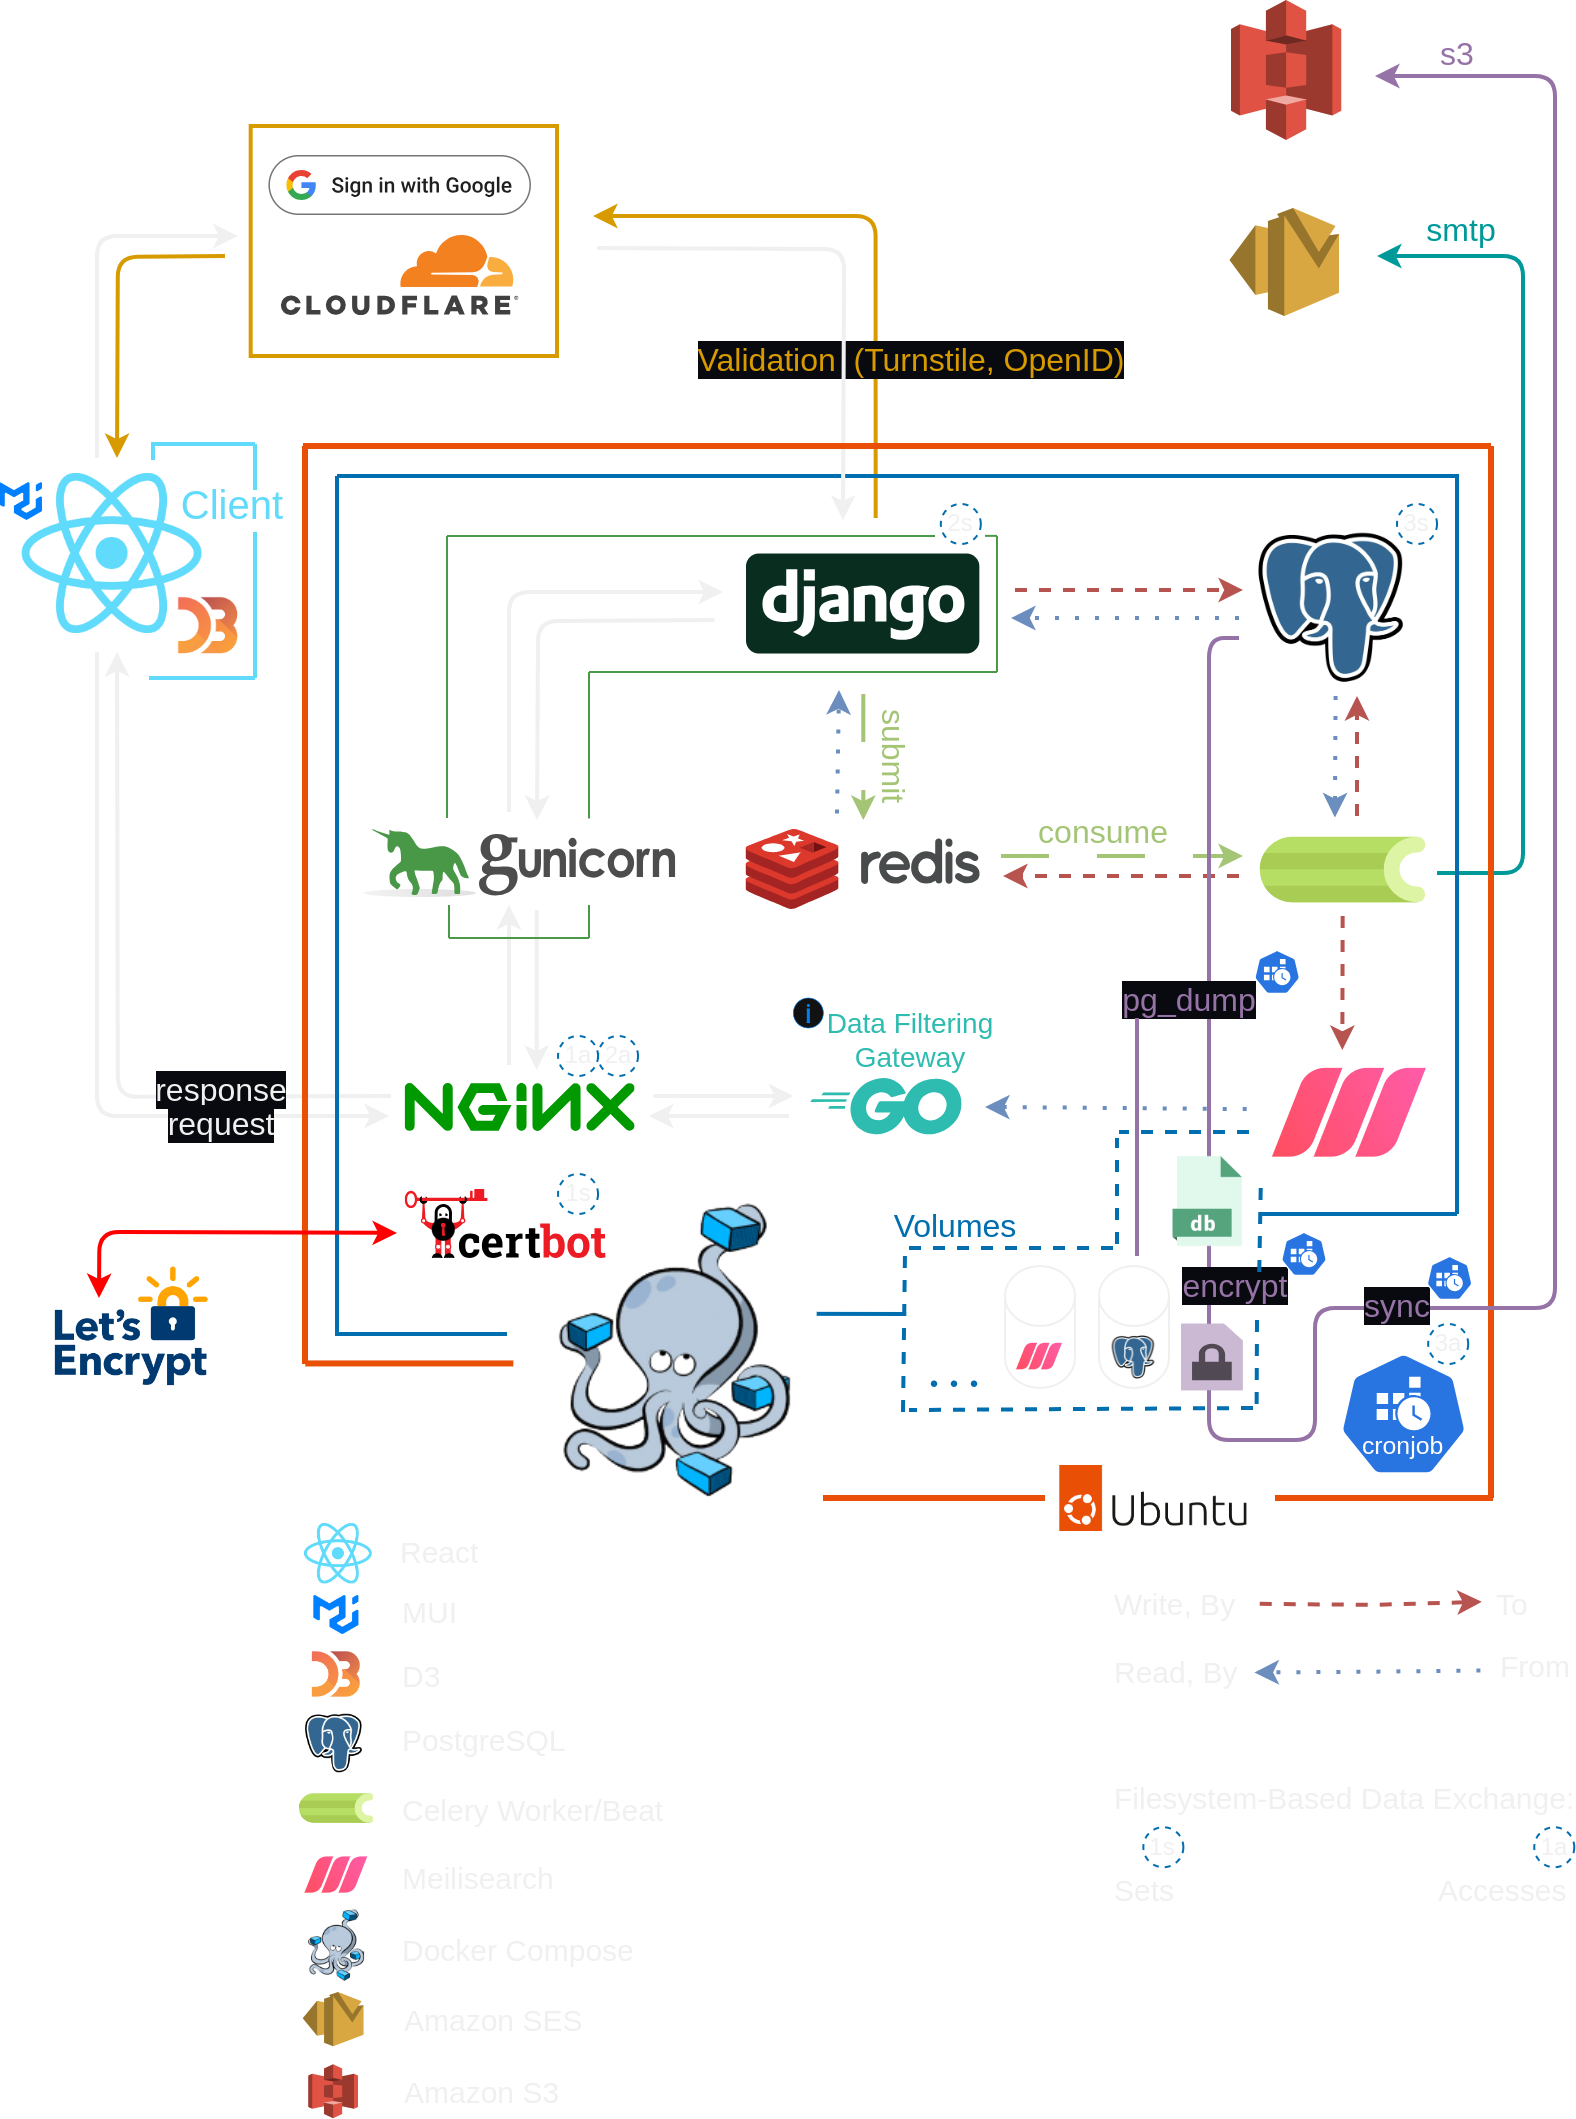 s3
Sign in with Google
smtp
CLOUDFLARE
Validation (Turnstile, OpenID)
Client
2s
3s
django
submit
consume
gunicorn
redis
pg_dump
Data Filtering
Gateway
1a
2a
response
request
NGINX
GO
1s
db
Volumes
certbot
encrypt
sync
Let's
Encrypt
3a
cronjob
Ubuntu
React
MUI
D3
PostgreSQL
Celery Worker/Beat
Meilisearch
Docker Compose
Amazon SES
Amazon S3
Write, By
To
Read, By
From
Filesystem-Based Data Exchange:
1s
1a
Sets
Accesses